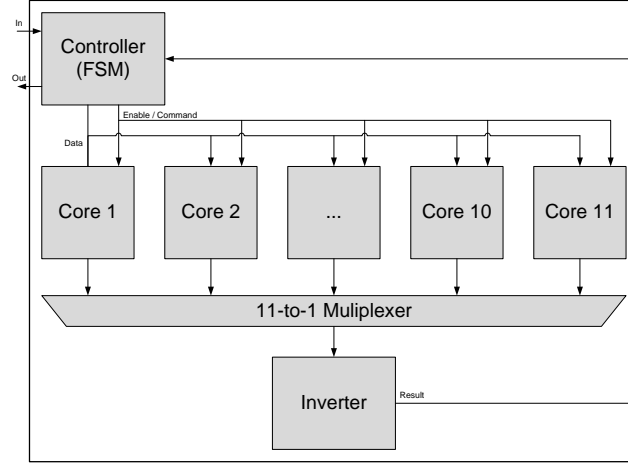 In
Controller
(FSM)
Out
Enable / Command
Data
Core 1
Core 2
...
Core 10
Core 11
11-to-1 Muliplexer
Inverter
Result